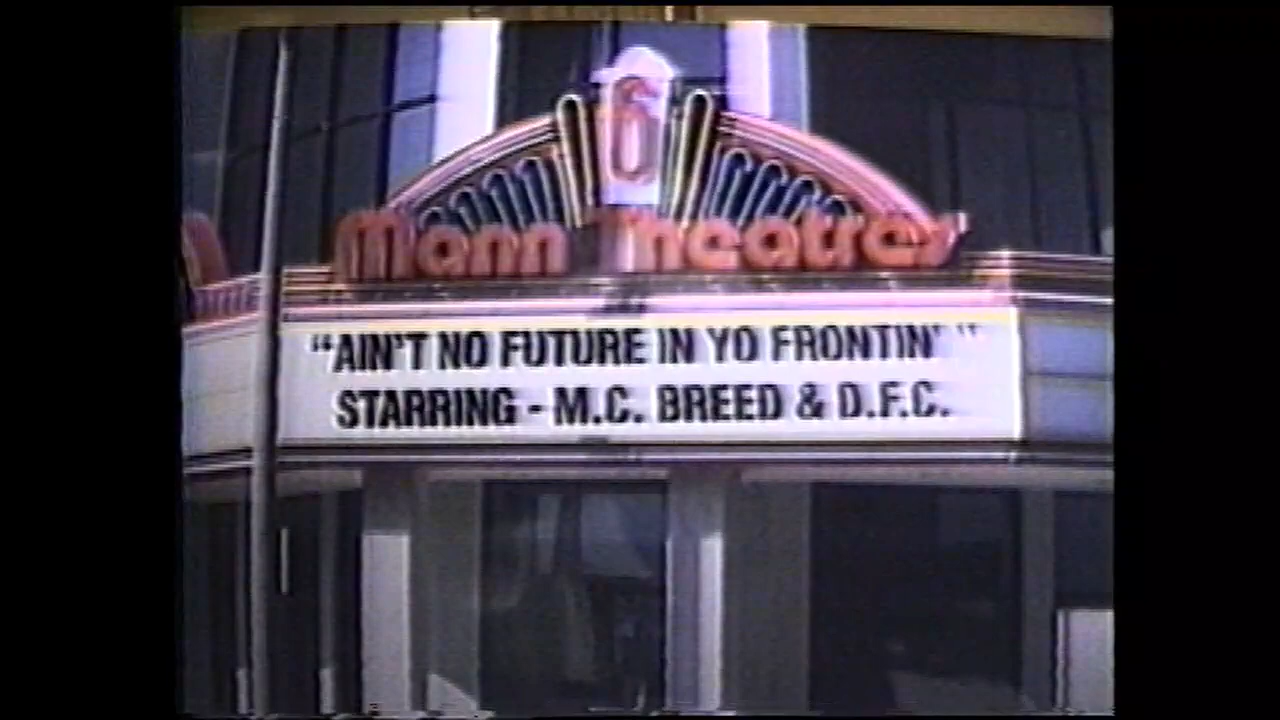 6
Mann Theatres
"AIN'T NO FUTURE IN YO FRONTIN' "
STARRING - M.C. BREED & D.F.C.